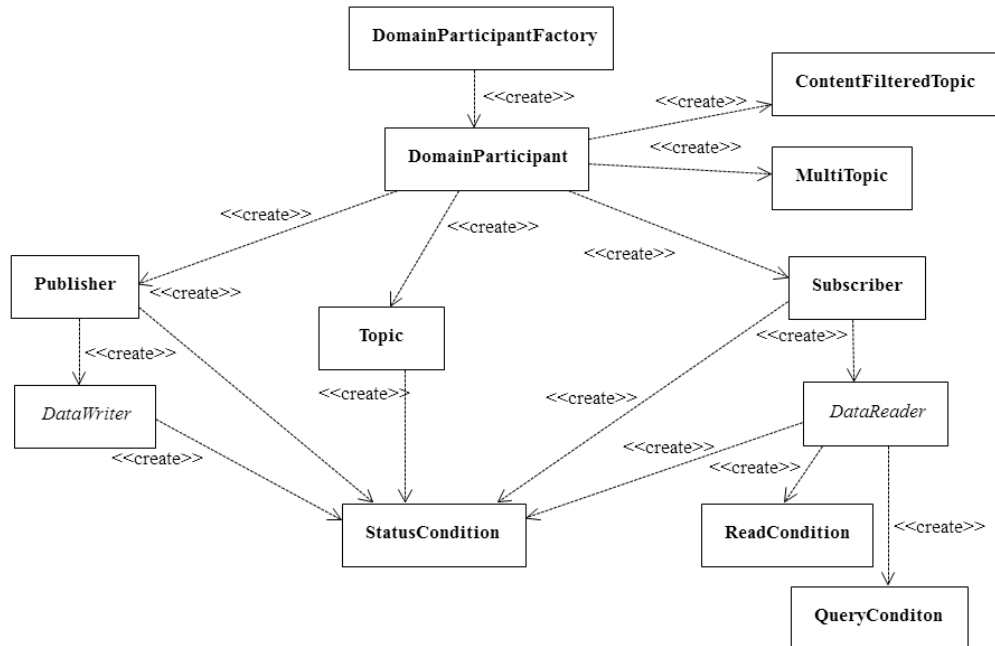 DomainParticipantFactory
<<create>>
ContentFilteredTopic
<<create>>
DomainParticipant
<<create>>
MultiTopic
<<create>>
<<create>>
<<create>>
Publisher
<<create>>
Subscriber
Topic
<<create>>
<<create>>
DataWriter
<<create>>
<<create>>
DataReader
<<create>>
<<create>>
<<create>>
StatusCondition
ReadCondition
<<create>>
QueryConditon